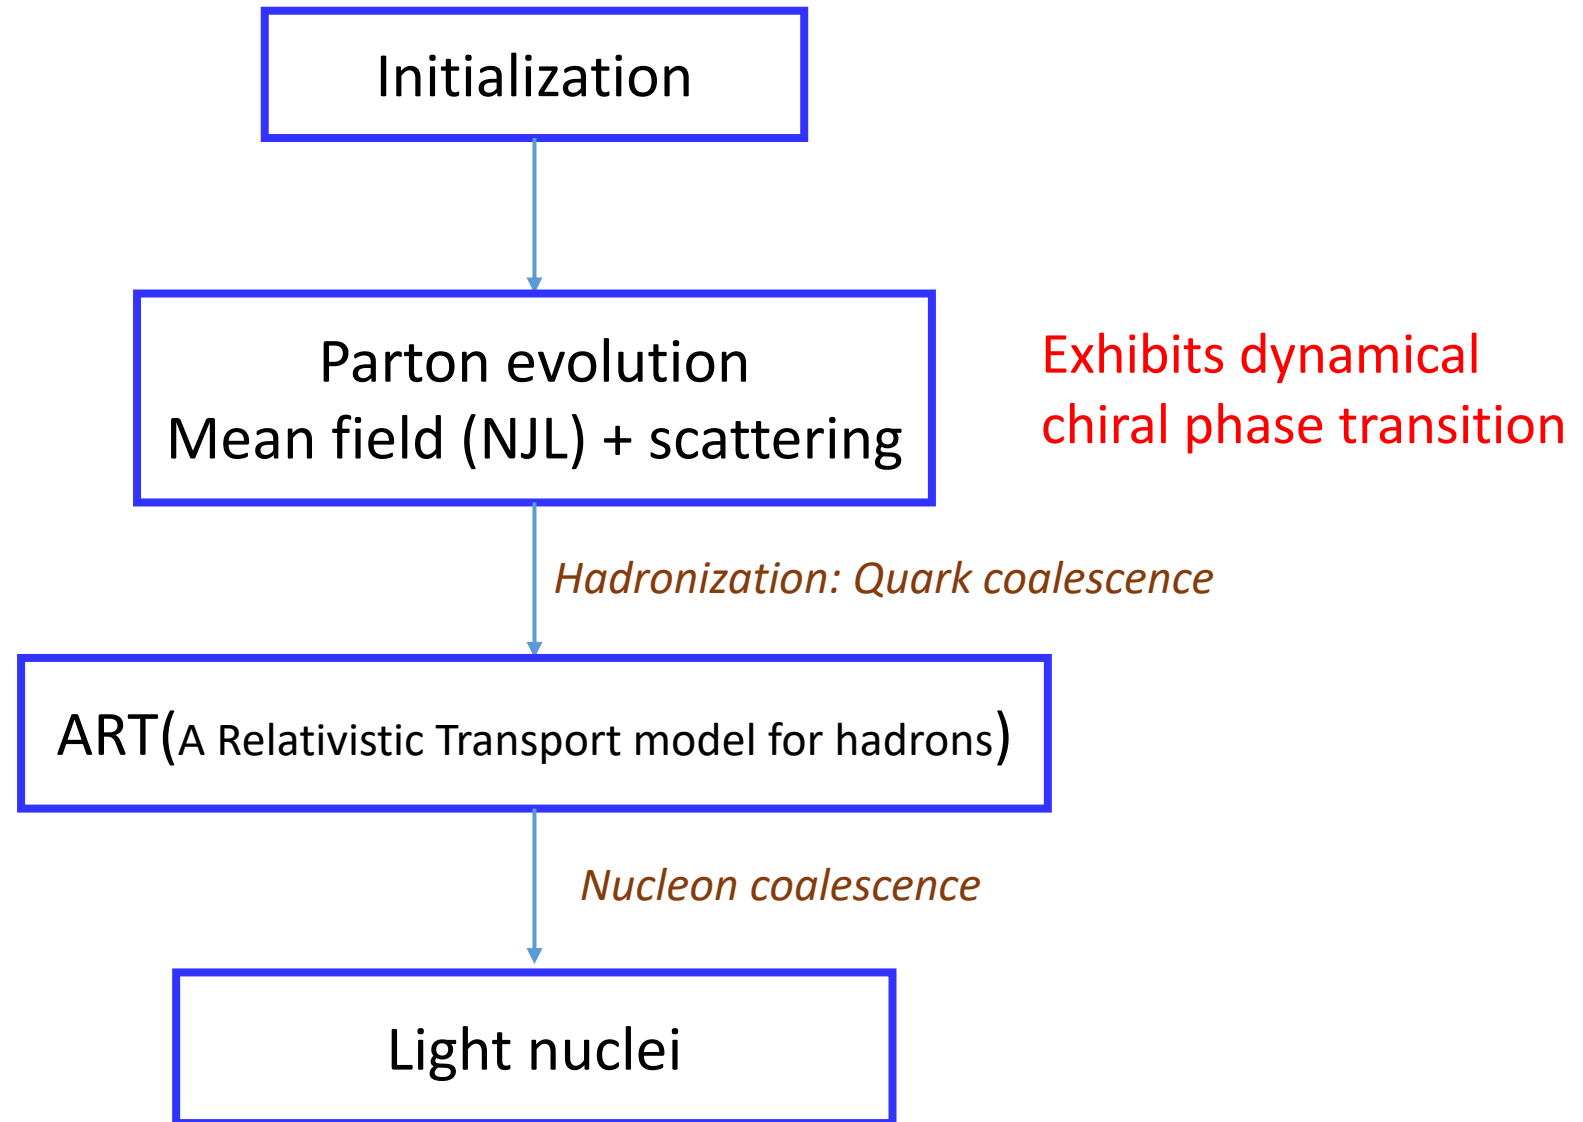 Initialization
Parton evolution
Mean field (NJL) + scattering
Exhibits dynamical
chiral phase transition
Hadronization: Quark coalescence
ART(A Relativistic Transport model for hadrons)
Nucleon coalescence
Light nuclei